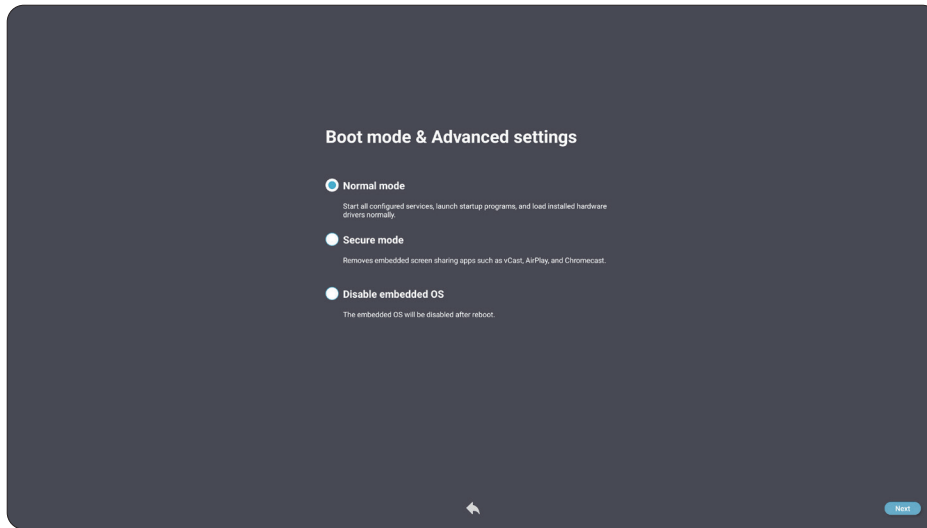 Boot mode & Advanced settings
Normal mode
Start all configured services, launch startup programs, and load installed hardware
drivers normally.
Secure mode
Removes embedded screen sharing apps such as vCast, AirPlay, and Chromecast.
Disable embedded OS
The embedded OS will be disabled after reboot.
Next